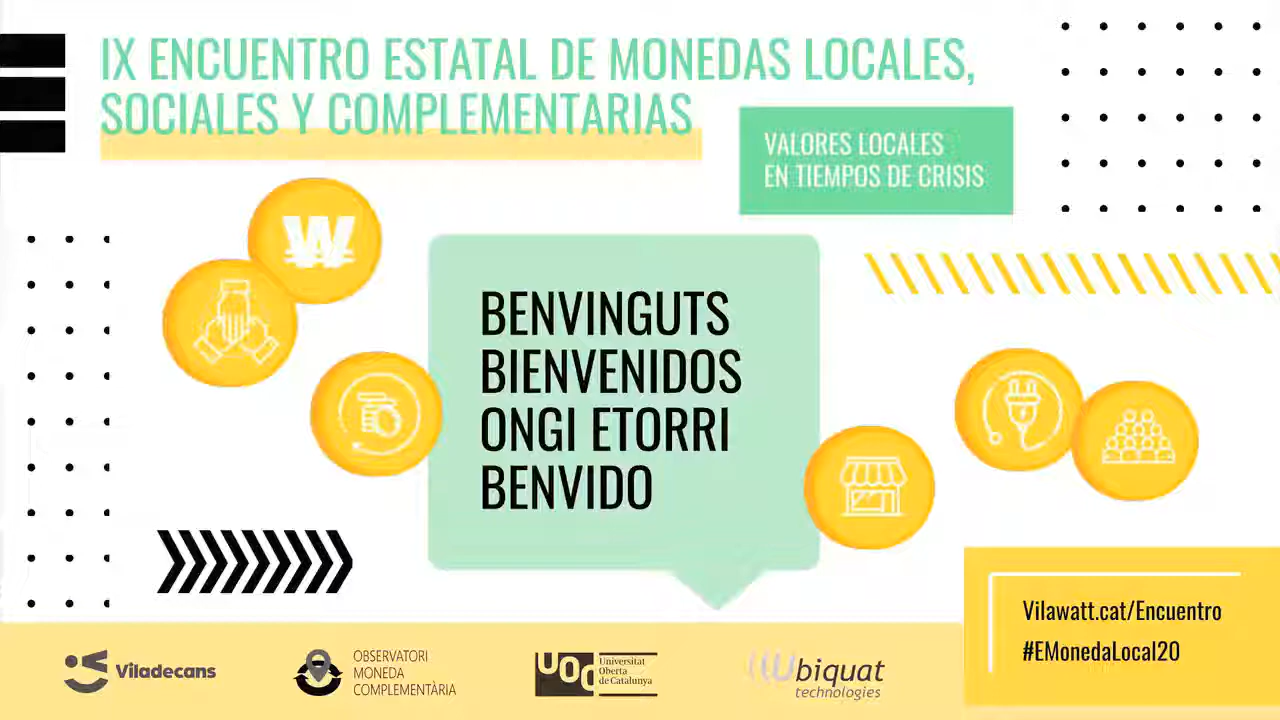 IX ENCUENTRO ESTATAL DE MONEDAS LOCALES,
SOCIALES Y COMPLEMENTARIAS
VALORES LOCALES
EN TIEMPOS DE CRISIS
BENVINGUTS
BIENVENIDOS
ONGI ETORRI
BENVIDO
Vilawatt.cat/Encuentro
#EMonedaLocal20
Viladecans
OBSERVATORI
MONEDA
COMPLEMENTÀRIA
UOC
Universitat
Oberta
de Catalunya
Ubiquat
technologies